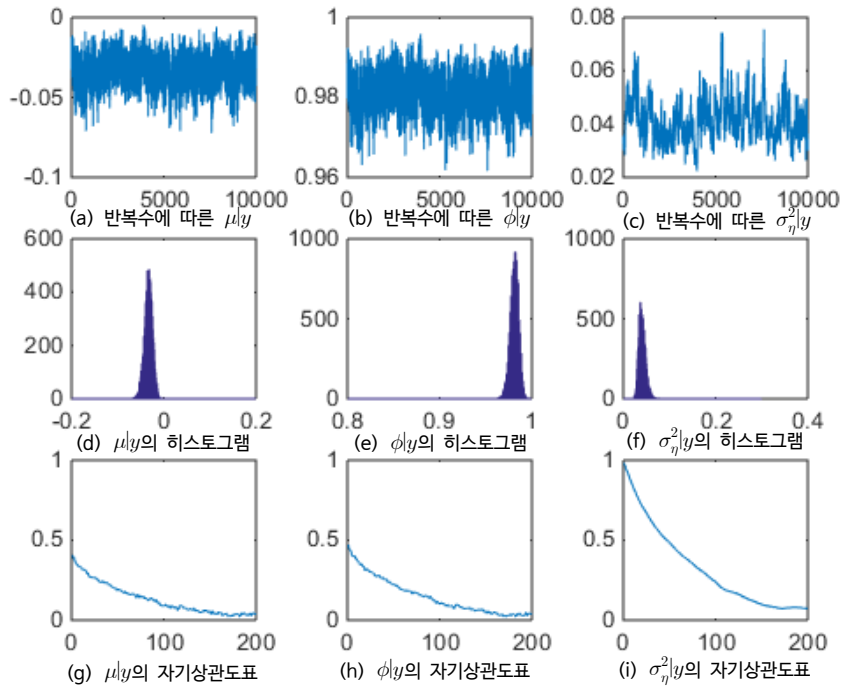 0
-0.05
-0.1
0 5000 10000
(a) 반복수에 따른 μ|y
1
0.98
0.96
0 5000 10000
(b) 반복수에 따른 ϕ|y
0.08
0.06
0.04
0.02
0 5000 10000
(c) 반복수에 따른 σ_η^2|y
600
400
200
0
-0.2 0 0.2
(d) μ|y의 히스토그램
1000
500
0
0.8 0.9 1
(e) ϕ|y의 히스토그램
1000
500
0
0 0.2 0.4
(f) σ_η^2|y의 히스토그램
1
0.5
0
0 100 200
(g) μ|y의 자기상관도표
1
0.5
0
0 100 200
(h) ϕ|y의 자기상관도표
1
0.5
0
0 100 200
(i) σ_η^2|y의 자기상관도표